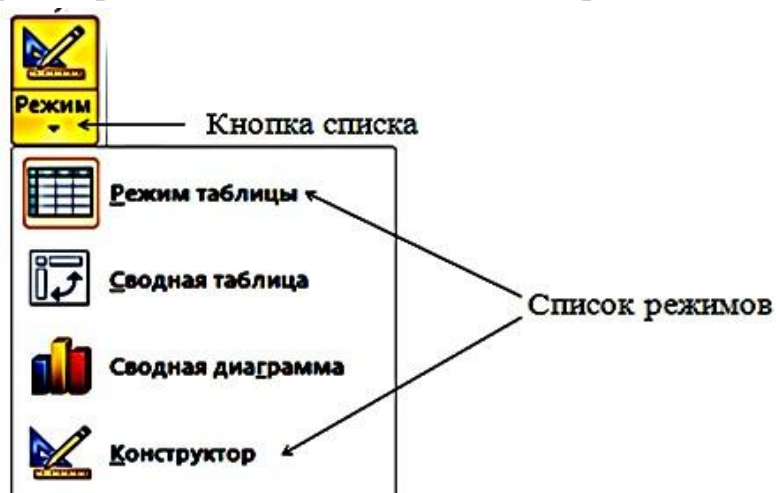 Режим
Кнопка списка
Режим таблицы
Сводная таблица
Список режимов
Сводная диаграмма
Конструктор